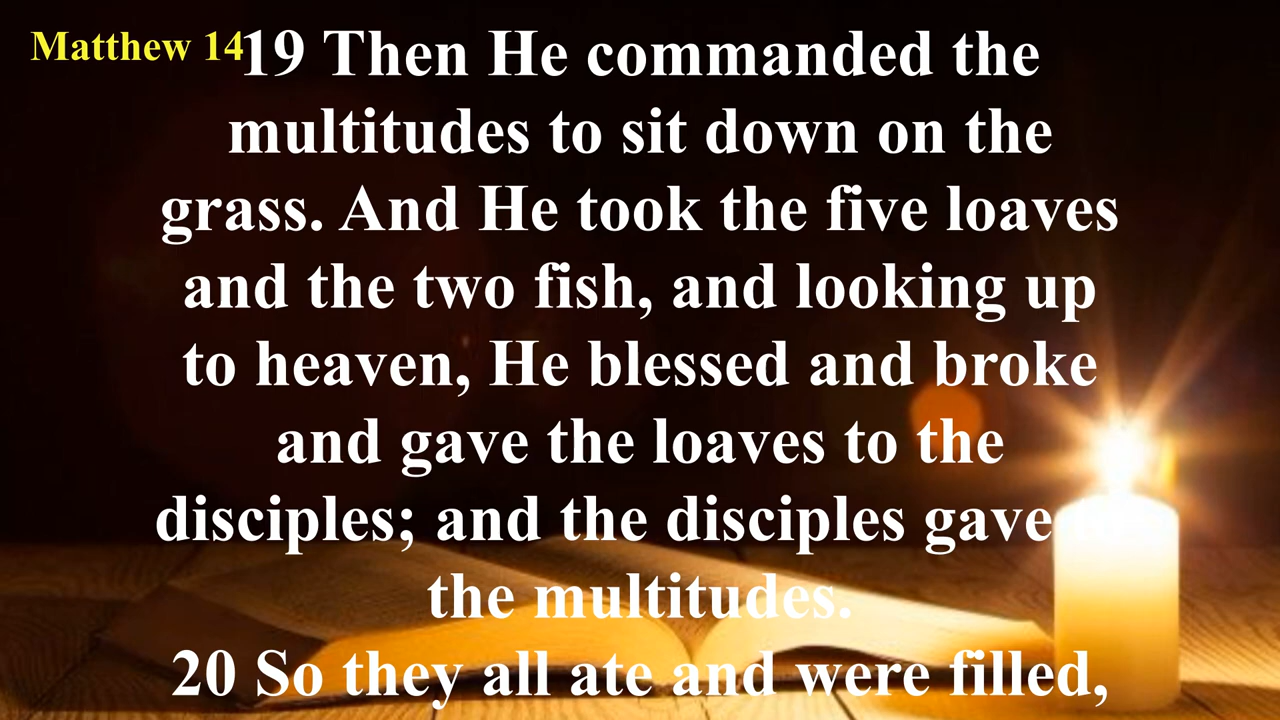 Matthew 14
19 Then He commanded the
multitudes to sit down on the
grass. And He took the five loaves
and the two fish, and looking up
to heaven, He blessed and broke
and gave the loaves to the
disciples; and the disciples gave to
the multitudes.
20 So they all ate and were filled,